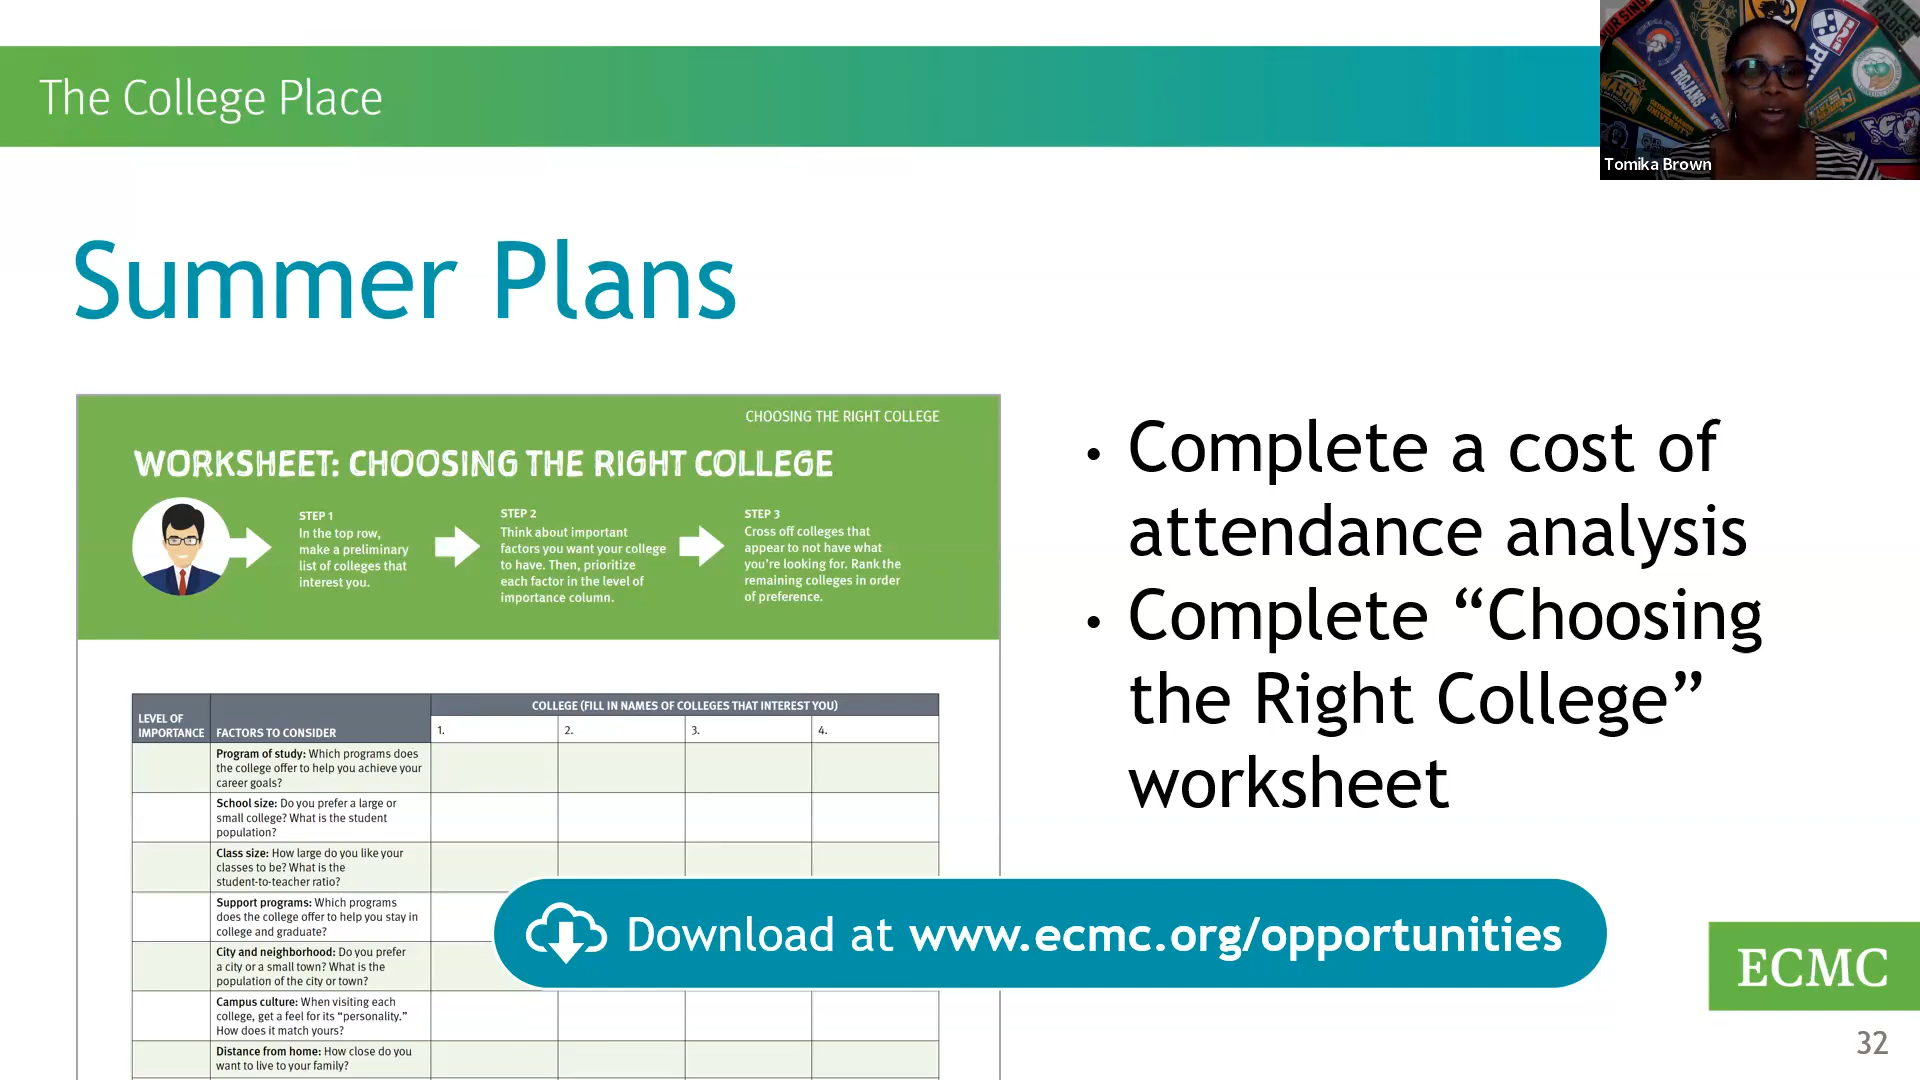 The College Place
NURSING
TROJANS
MASON
GEORGE MASON
UNIVERSITY
VSU
Tomika Brown
Summer Plans
CHOOSING THE RIGHT COLLEGE
WORKSHEET: CHOOSING THE RIGHT COLLEGE
STEP 1
In the top row,
make a preliminary
list of colleges that
interest you.
STEP 2
Think about important
factors you want your college
to have. Then, prioritize
each factor in the level of
importance column.
STEP 3
Cross off colleges that
appear to not have what
you're looking for. Rank the
remaining colleges in order
of preference.
LEVEL OF
IMPORTANCE
FACTORS TO CONSIDER
COLLEGE (FILL IN NAMES OF COLLEGES THAT INTEREST YOU)
1.
2.
3.
4.
Program of study: Which programs does
the college offer to help you achieve your
career goals?
School size: Do you prefer a large or
small college? What is the student
population?
Class size: How large do you like your
classes to be? What is the
student-to-teacher ratio?
Support programs: Which programs
does the college offer to help you stay in
college and graduate?
City and neighborhood: Do you prefer
a city or a small town? What is the
population of the city or town?
Campus culture: When visiting each
college, get a feel for its “personality.”
How does it match yours?
Distance from home: How close do you
want to live to your family?
• Complete a cost of
attendance analysis
• Complete “Choosing
the Right College”
worksheet
Download at www.ecmc.org/opportunities
ECMC
32